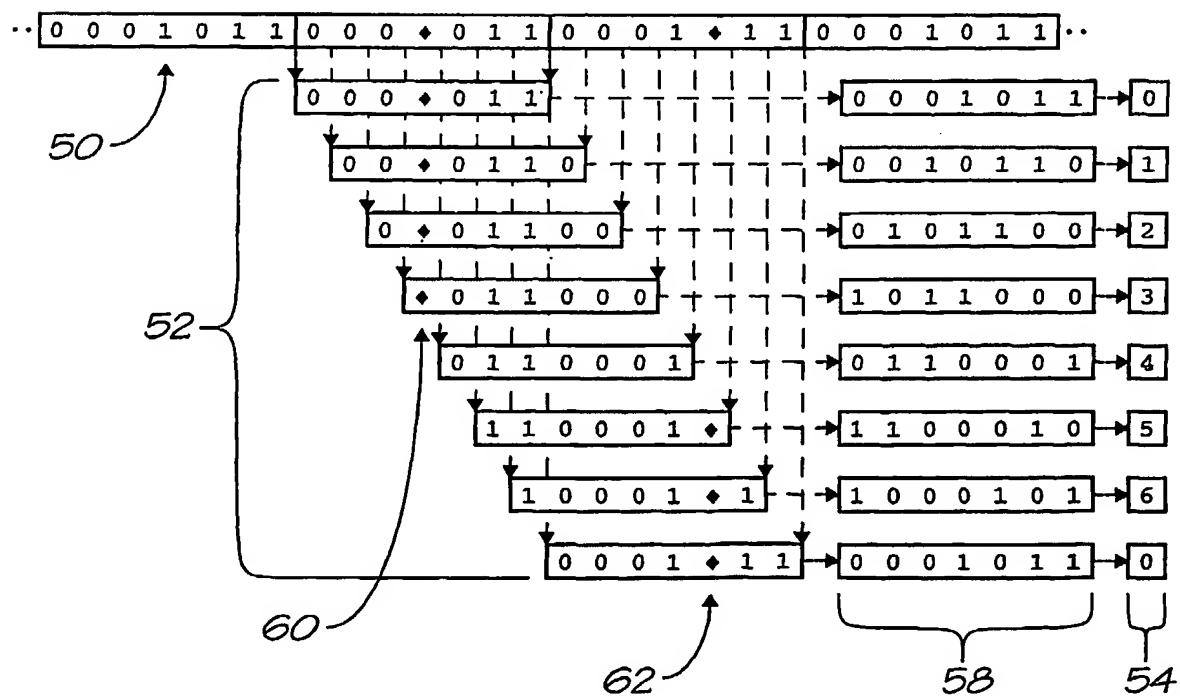 ·· 0 0 0 1 0 1 1 0 0 0 ♦ 0 1 1 0 0 0 1 ♦ 1 1 0 0 0 1 0 1 1 ··
0 0 0 ♦ 0 1 1 0 0 0 1 0 1 1 0
50
0 0 ♦ 0 1 1 0 0 0 1 0 1 1 0 1
0 ♦ 0 1 1 0 0 0 1 0 1 1 0 0 2
♦ 0 1 1 0 0 0 1 0 1 1 0 0 0 3
52
0 1 1 0 0 0 1 0 1 1 0 0 0 1 4
1 1 0 0 0 1 ♦ 1 1 0 0 0 1 0 5
1 0 0 0 1 ♦ 1 1 0 0 0 1 0 1 6
0 0 0 1 ♦ 1 1 0 0 0 1 0 1 1 0
60
62 58 54